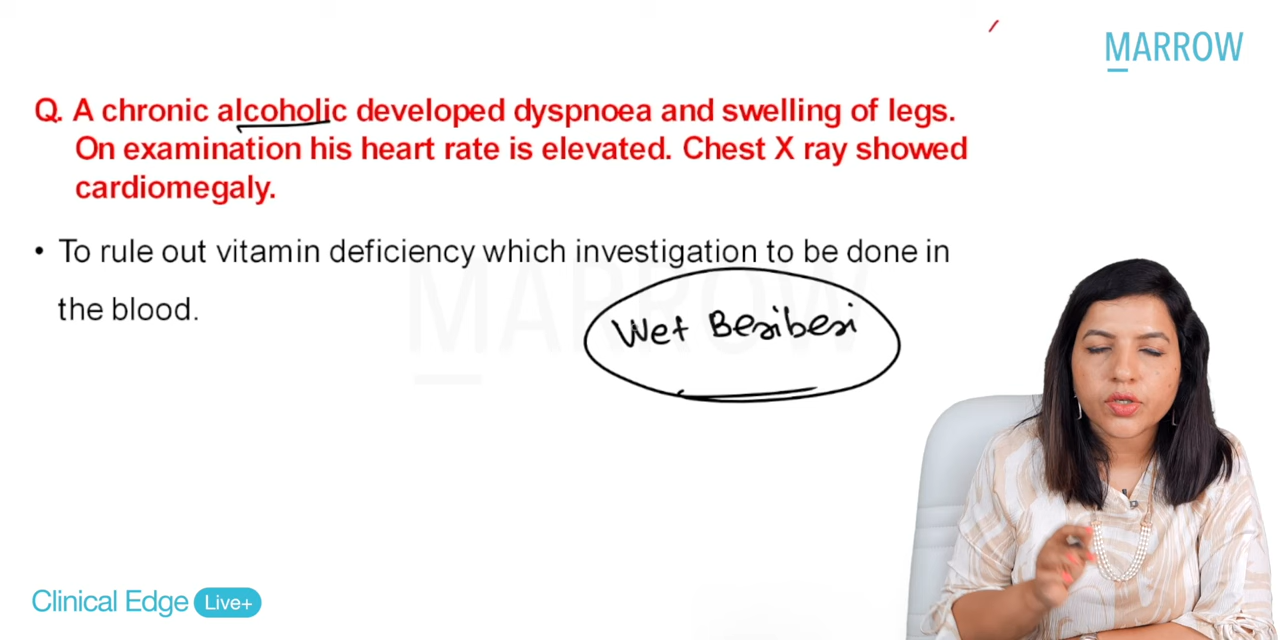 MARROW
Q. A chronic alcoholic developed dyspnoea and swelling of legs.
On examination his heart rate is elevated. Chest X ray showed
cardiomegaly.
• To rule out vitamin deficiency which investigation to be done in
the blood.
MARROW
Wet Beriberi
Clinical Edge Live+